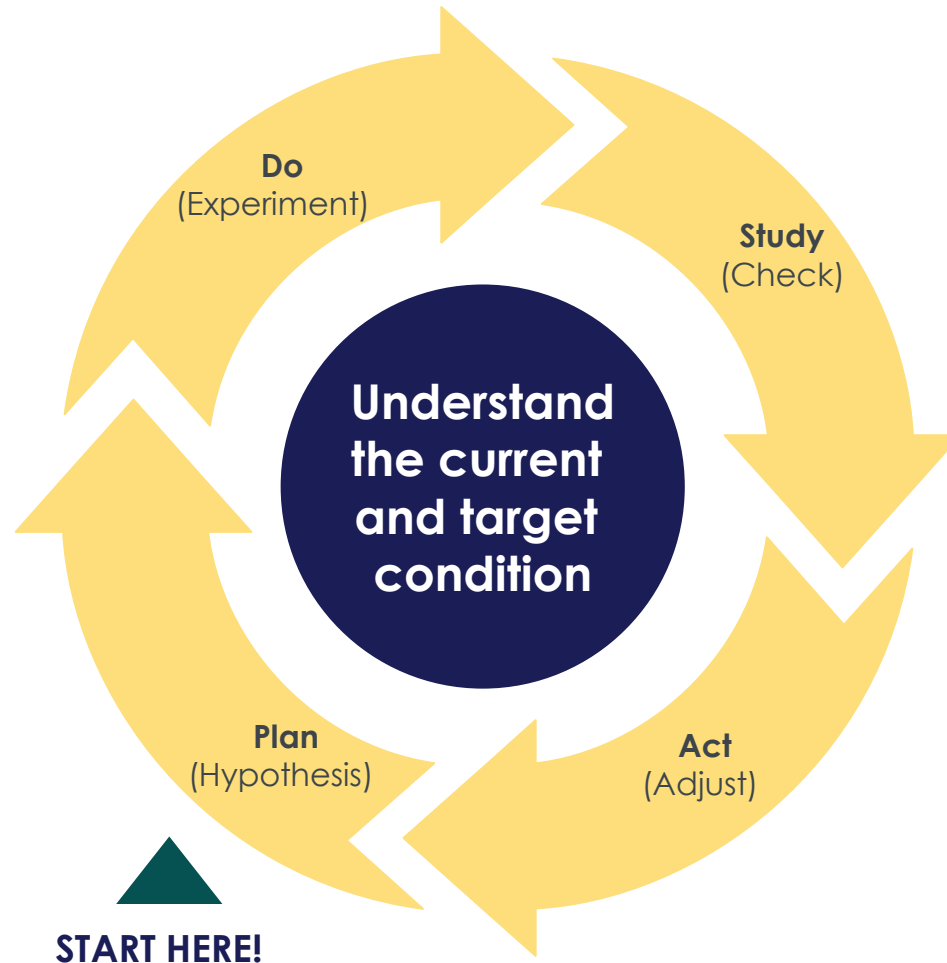 Do
(Experiment)
Study
(Check)
Understand
the current
and target
condition
Plan
(Hypothesis)
Act
(Adjust)
START HERE!